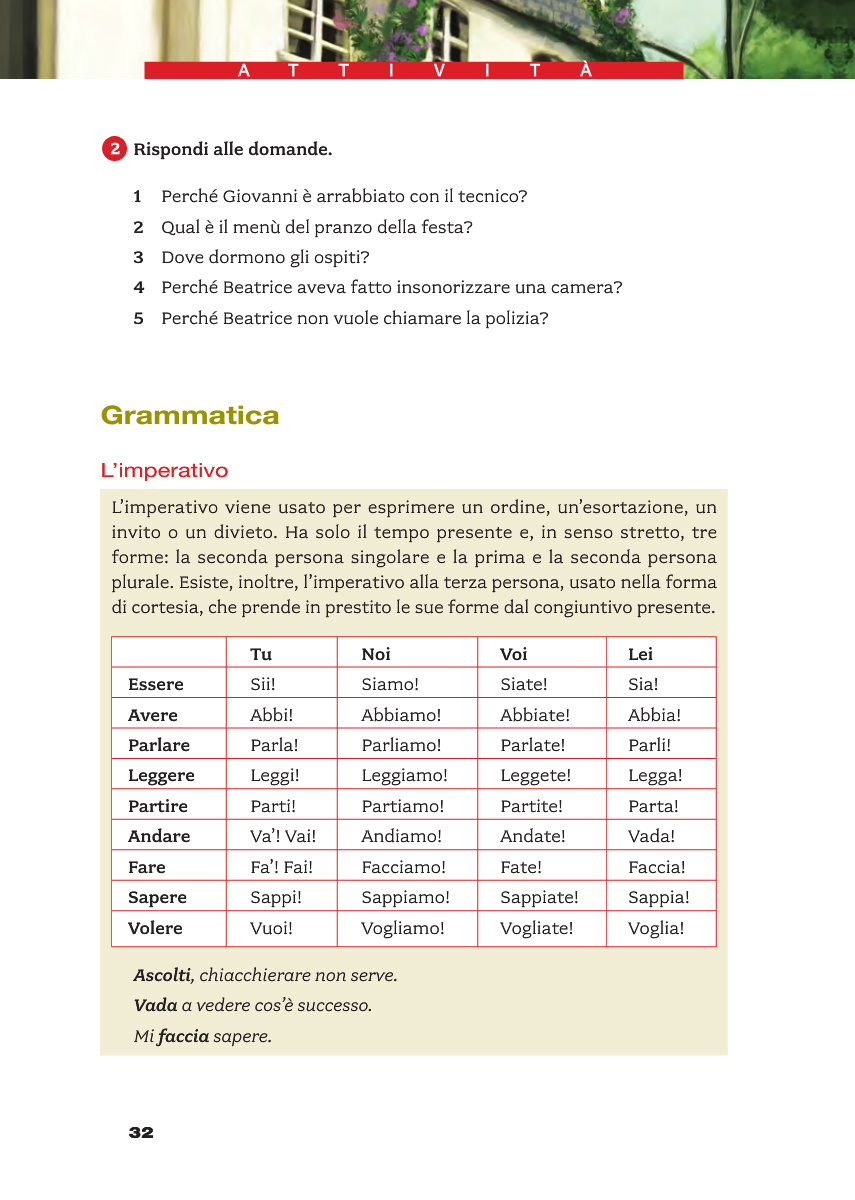 ATTIVITÀ
2 Rispondi alle domande.
1 Perché Giovanni è arrabbiato con il tecnico?
2 Qual è il menù del pranzo della festa?
3 Dove dormono gli ospiti?
4 Perché Beatrice aveva fatto insonorizzare una camera?
5 Perché Beatrice non vuole chiamare la polizia?
Grammatica
L’imperativo
L’imperativo viene usato per esprimere un ordine, un’esortazione, un
invito o un divieto. Ha solo il tempo presente e, in senso stretto, tre
forme: la seconda persona singolare e la prima e la seconda persona
plurale. Esiste, inoltre, l’imperativo alla terza persona, usato nella forma
di cortesia, che prende in prestito le sue forme dal congiuntivo presente.
Tu Noi Voi Lei
Essere Sii! Siamo! Siate! Sia!
Avere Abbi! Abbiamo! Abbiate! Abbia!
Parlare Parla! Parliamo! Parlate! Parli!
Leggere Leggi! Leggiamo! Leggete! Legga!
Partire Parti! Partiamo! Partite! Parta!
Andare Va’! Vai! Andiamo! Andate! Vada!
Fare Fa’! Fai! Facciamo! Fate! Faccia!
Sapere Sappi! Sappiamo! Sappiate! Sappia!
Volere Vuoi! Vogliamo! Vogliate! Voglia!
Ascolti, chiacchierare non serve.
Vada a vedere cos’è successo.
Mi faccia sapere.
32